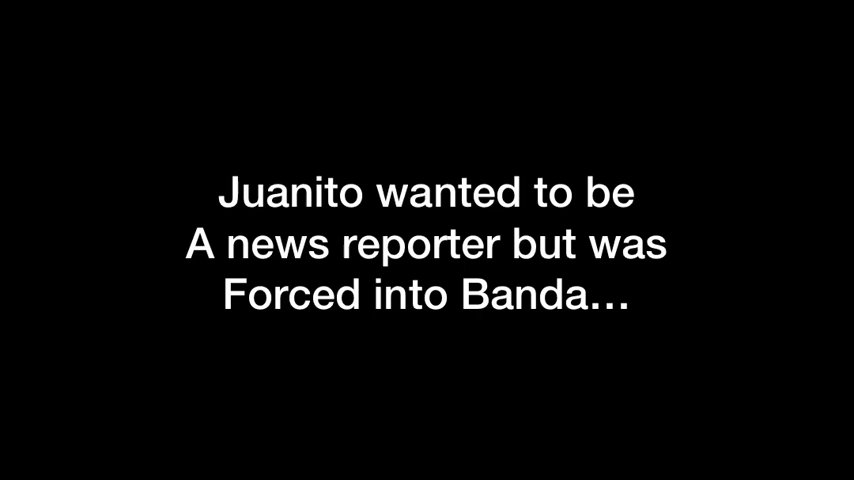 Juanito wanted to be
A news reporter but was
Forced into Banda...